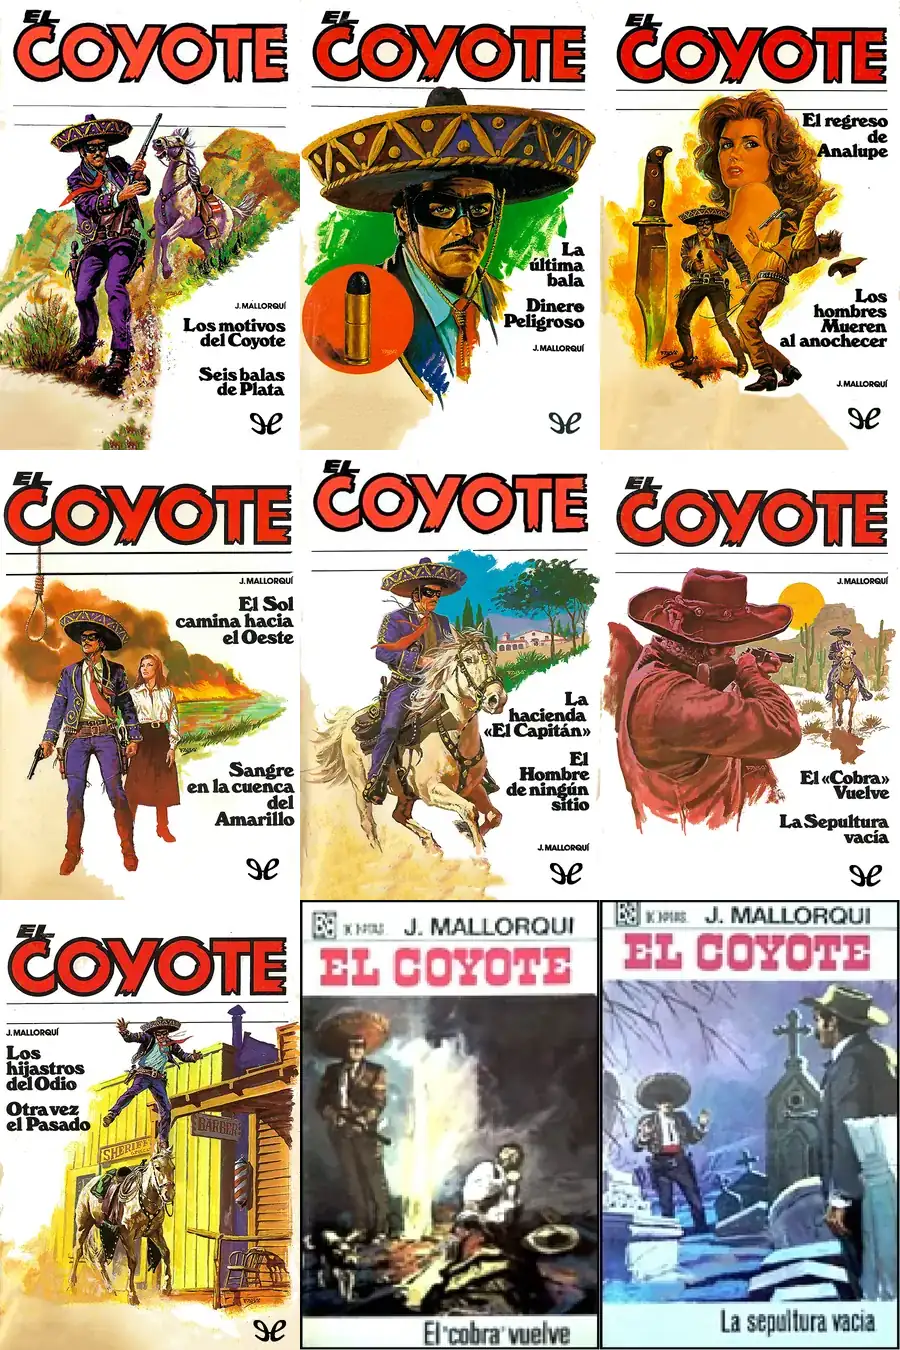 EL
COYOTE
J. MALLORQUÍ
Los motivos
del Coyote
Seis balas
de Plata
EL
COYOTE
La
última
bala
Dinero
Peligroso
J. MALLORQUÍ
EL
COYOTE
El regreso
de
Analupe
Los
hombres
Mueren
al anochecer
J. MALLORQUÍ
EL
COYOTE
J. MALLORQUÍ
El Sol
camina hacia
el Oeste
Sangre
en la cuenca
del
Amarillo
EL
COYOTE
La
hacienda
«El Capitán»
El
Hombre
de ningún
sitio
J. MALLORQUÍ
EL
COYOTE
J. MALLORQUÍ
El «Cobra»
Vuelve
La Sepultura
vacía
EL
COYOTE
J. MALLORQUÍ
Los
hijastros
del Odio
Otra vez
el Pasado
SHERIFF
BARBER
J. MALLORQUI
EL COYOTE
El "cobra" vuelve
J. MALLORQUI
EL COYOTE
La sepultura vacia